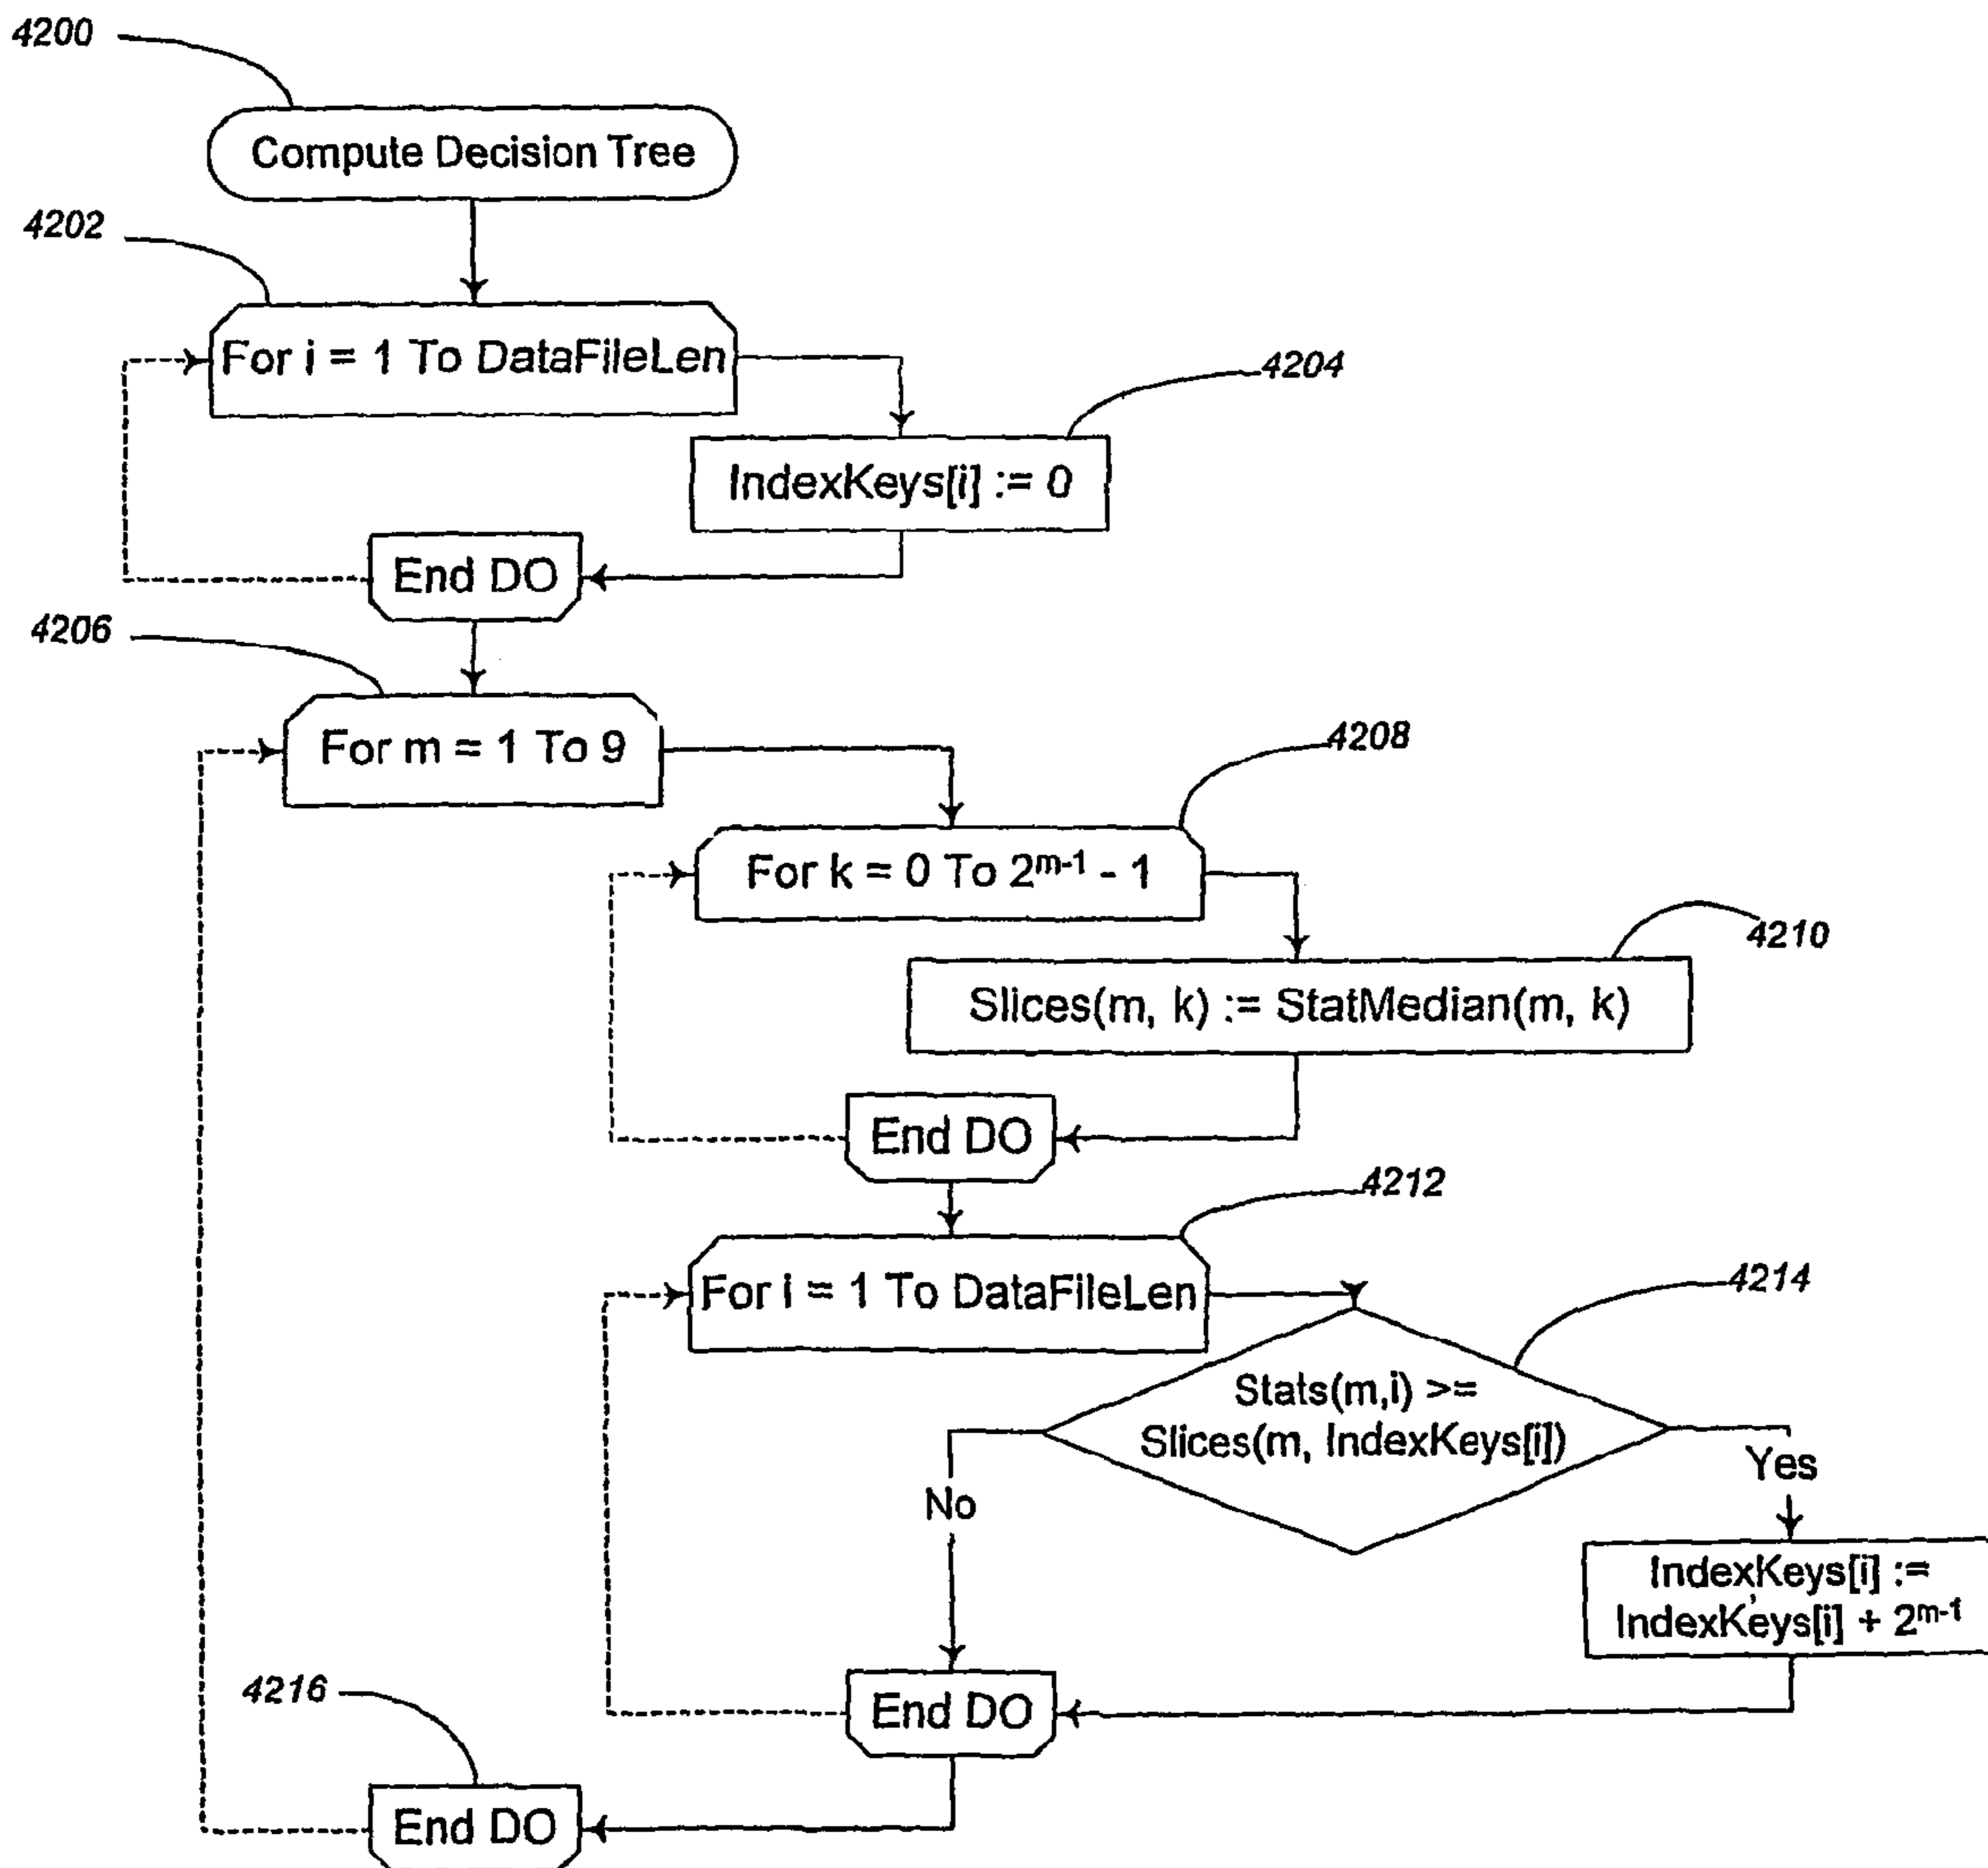 4200
Compute Decision Tree
4202
For i = 1 To DataFileLen
4204
IndexKeys[i] := 0
End DO
4206
For m = 1 To 9
4208
For k = 0 To 2^m-1 - 1
4210
Slices(m, k) := StatMedian(m, k)
End DO
4212
For i = 1 To DataFileLen
4214
Stats(m,i) >=
Slices(m, IndexKeys[i])
Yes
No
IndexKeys[i] :=
IndexKeys[i] + 2^m-1
End DO
4216
End DO